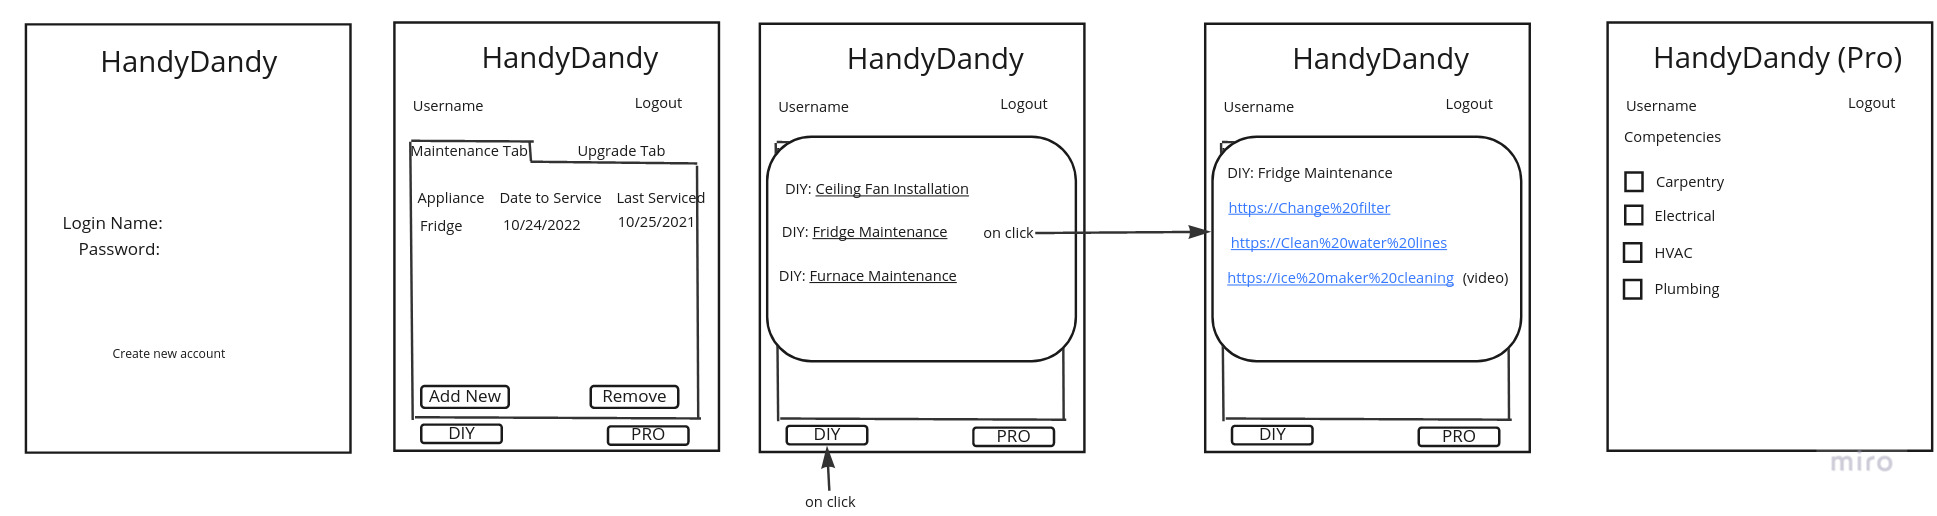 HandyDandy
Login Name:
Password:
Create new account
HandyDandy
Username
Logout
Maintenance Tab
Upgrade Tab
Appliance Date to Service Last Serviced
Fridge 10/24/2022 10/25/2021
Add New
Remove
DIY
PRO
HandyDandy
Username
Logout
DIY: Ceiling Fan Installation
DIY: Fridge Maintenance
on click
DIY: Furnace Maintenance
DIY
PRO
on click
HandyDandy
Username
Logout
DIY: Fridge Maintenance
https://Change%20filter
https://Clean%20water%20lines
https://ice%20maker%20cleaning (video)
DIY
PRO
HandyDandy (Pro)
Username
Logout
Competencies
Carpentry
Electrical
HVAC
Plumbing
miro